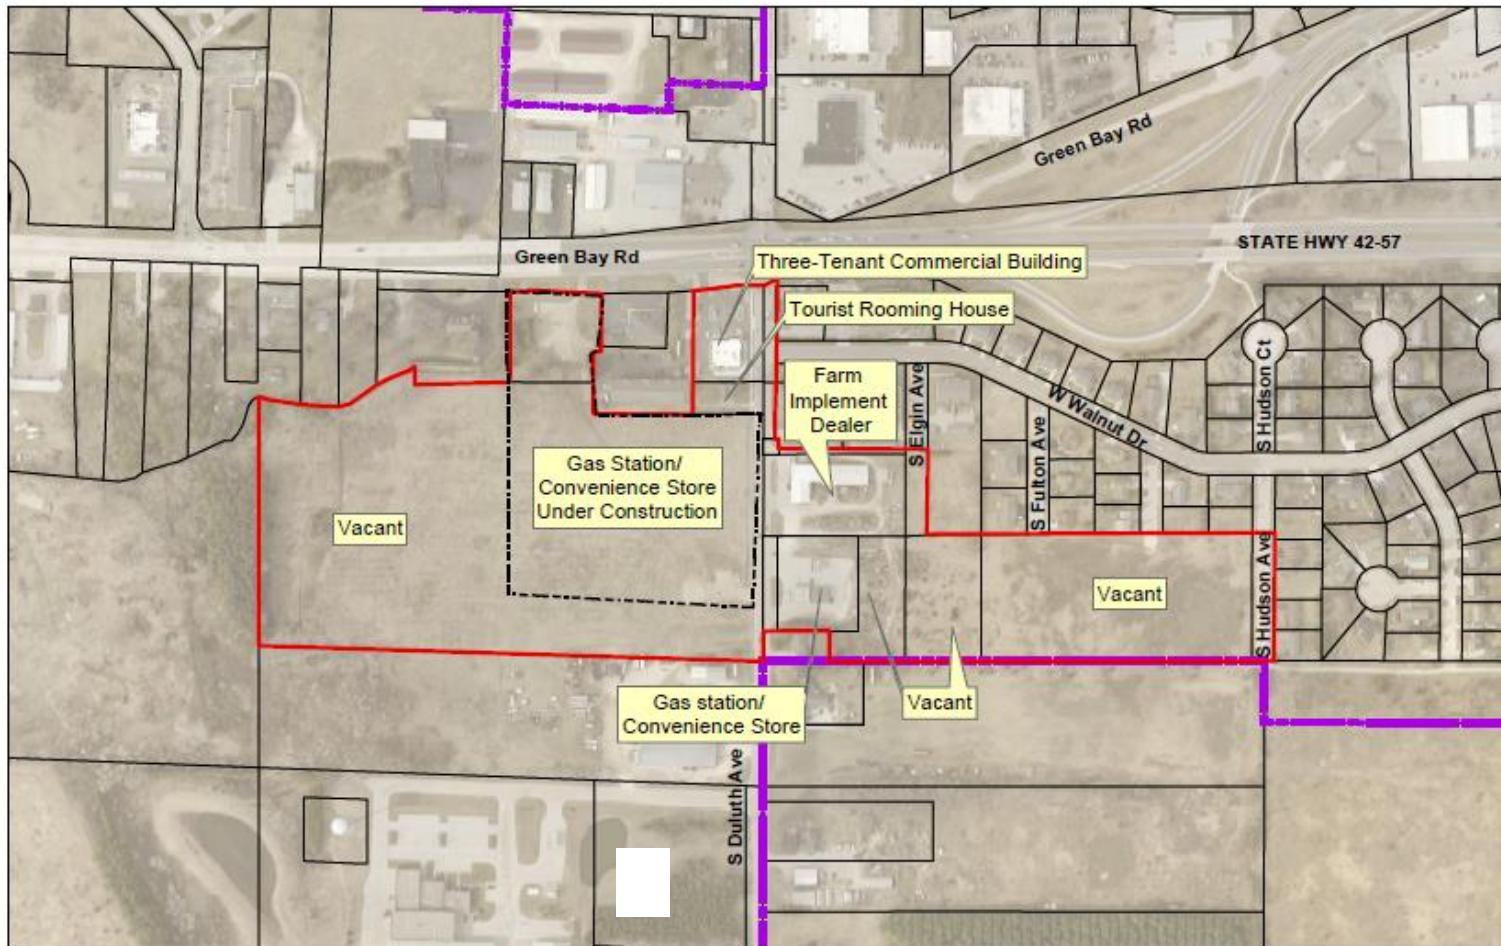 Green Bay Rd
STATE HWY 42-57
Green Bay Rd
Three-Tenant Commercial Building
Tourist Rooming House
Farm
Implement
Dealer
S Elgin Ave
W Walnut Dr
S Hudson Ct
S Fulton Ave
Gas Station/
Convenience Store
Under Construction
Vacant
Vacant
S Hudson Ave
Gas station/
Convenience Store
Vacant
S Duluth Ave